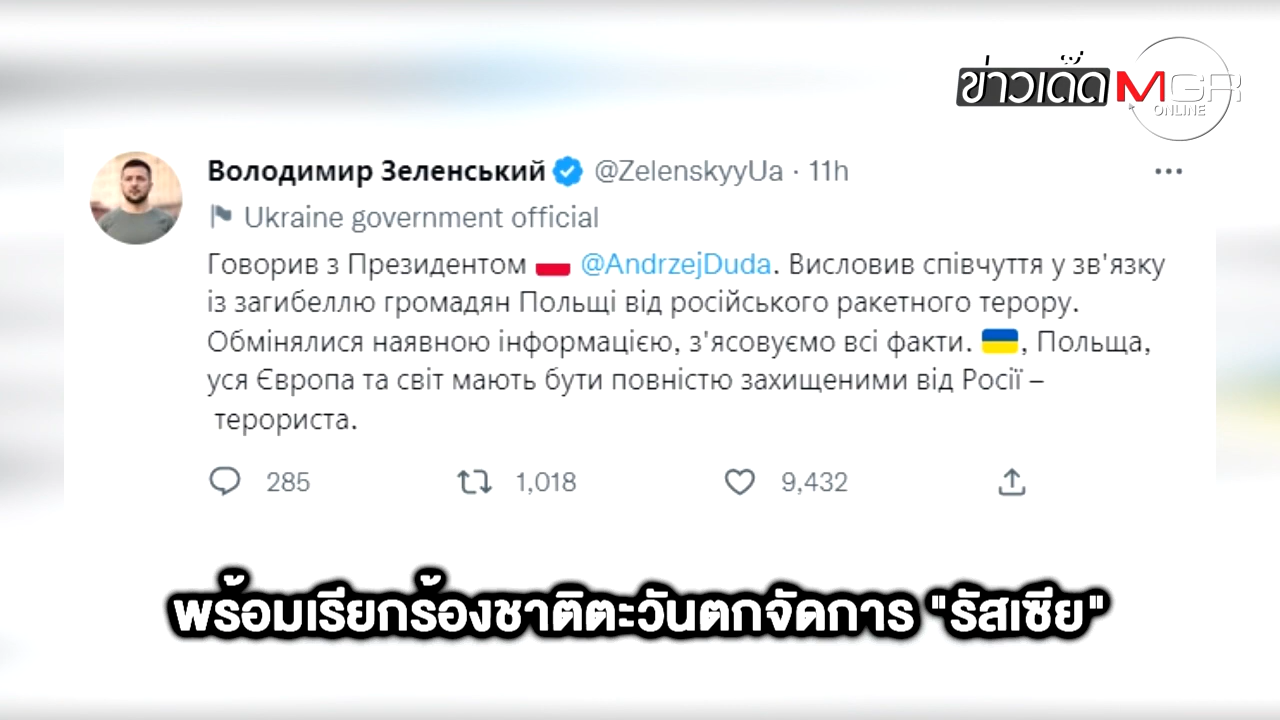 ข่าวเด็ด MGR
ONLINE
Володимир Зеленський @ZelenskyyUa · 11h
Ukraine government official
Говорив з Президентом 🇵🇱 @AndrzejDuda. Висловив співчуття у зв'язку
із загибеллю громадян Польщі від російського ракетного терору.
Обмінялися наявною інформацією, з'ясовуємо всі факти. 🇺🇦, Польща,
уся Європа та світ мають бути повністю захищеними від Росії –
терориста.
285 1,018 9,432
พร้อมเรียกร้องชาติตะวันตกจัดการ "รัสเซีย"